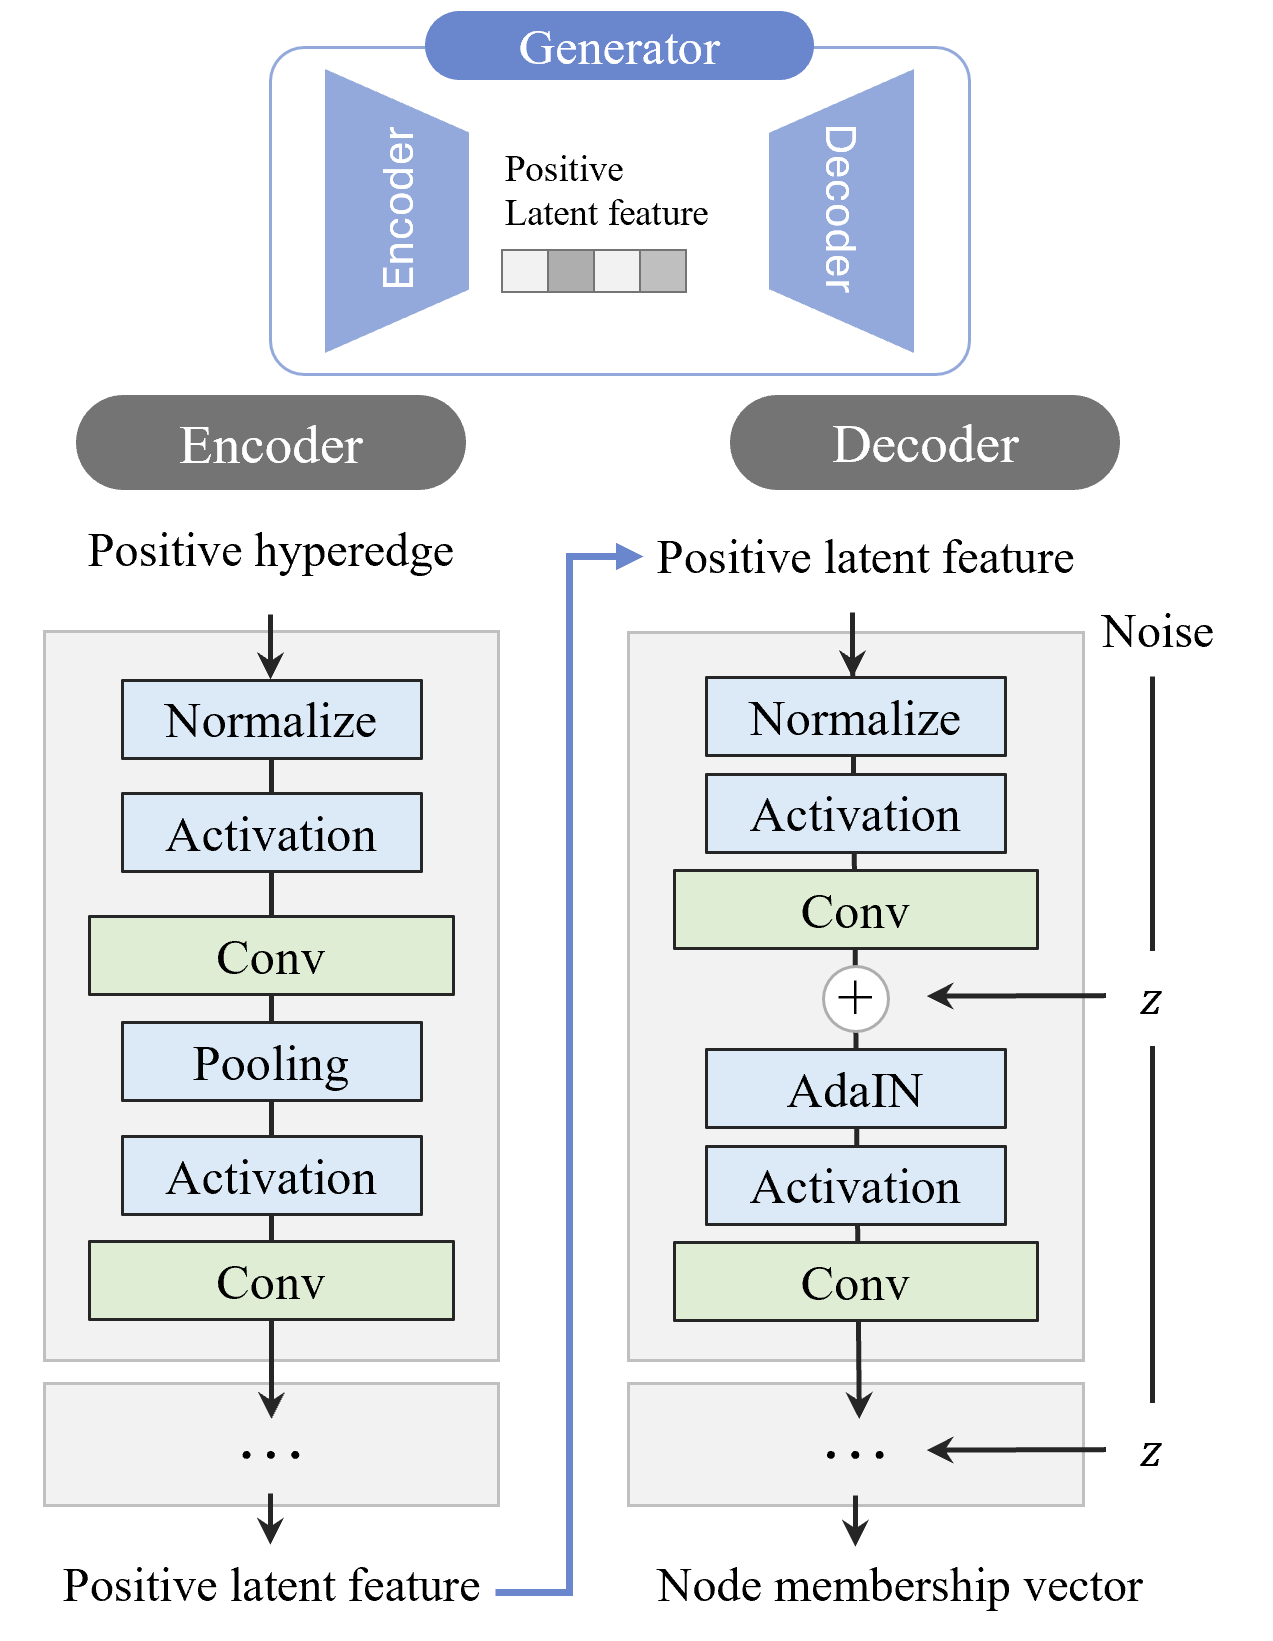 Generator
Encoder
Positive
Latent feature
Decoder
Encoder
Positive hyperedge
Normalize
Activation
Conv
Pooling
Activation
Conv
...
Positive latent feature
Decoder
Positive latent feature
Noise
Normalize
Activation
Conv
+
z
AdaIN
Activation
Conv
...
z
Node membership vector